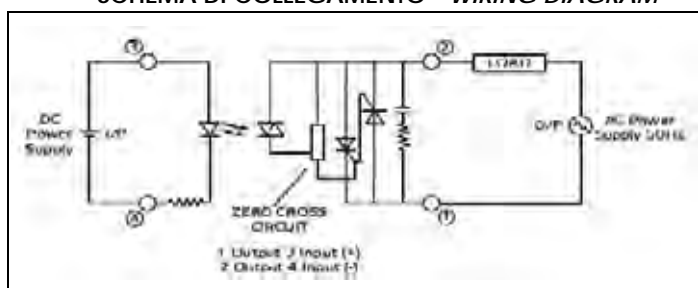 SCHEMA DI COLLEGAMENTO - WIRING DIAGRAM
3
2
LOAD
DC
Power
Supply
I/P
O/P
AC Power
Supply 50Hz
4
1
ZERO CROSS
CIRCUIT
1 Output 3 Input (+)
2 Output 4 Input (-)